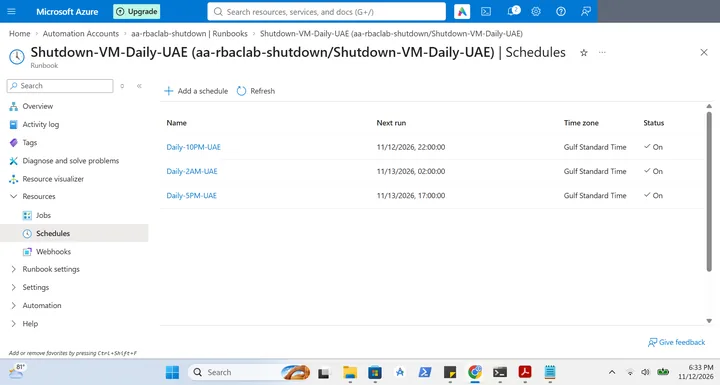 Microsoft Azure
Upgrade
Search resources, services, and docs (G+/)
2
Home > Automation Accounts > aa-rbaclab-shutdown | Runbooks > Shutdown-VM-Daily-UAE (aa-rbaclab-shutdown/Shutdown-VM-Daily-UAE)
Shutdown-VM-Daily-UAE (aa-rbaclab-shutdown/Shutdown-VM-Daily-UAE) | Schedules
Runbook
Search
Add a schedule
Refresh
Overview
Activity log
Tags
Diagnose and solve problems
Resource visualizer
Resources
Jobs
Schedules
Webhooks
Runbook settings
Settings
Automation
Help
Name Next run Time zone Status
Daily-10PM-UAE 11/12/2026, 22:00:00 Gulf Standard Time On
Daily-2AM-UAE 11/13/2026, 02:00:00 Gulf Standard Time On
Daily-5PM-UAE 11/13/2026, 17:00:00 Gulf Standard Time On
Add or remove favorites by pressing Ctrl+Shift+F
Give feedback
81°
Search
6:33 PM
11/12/2026